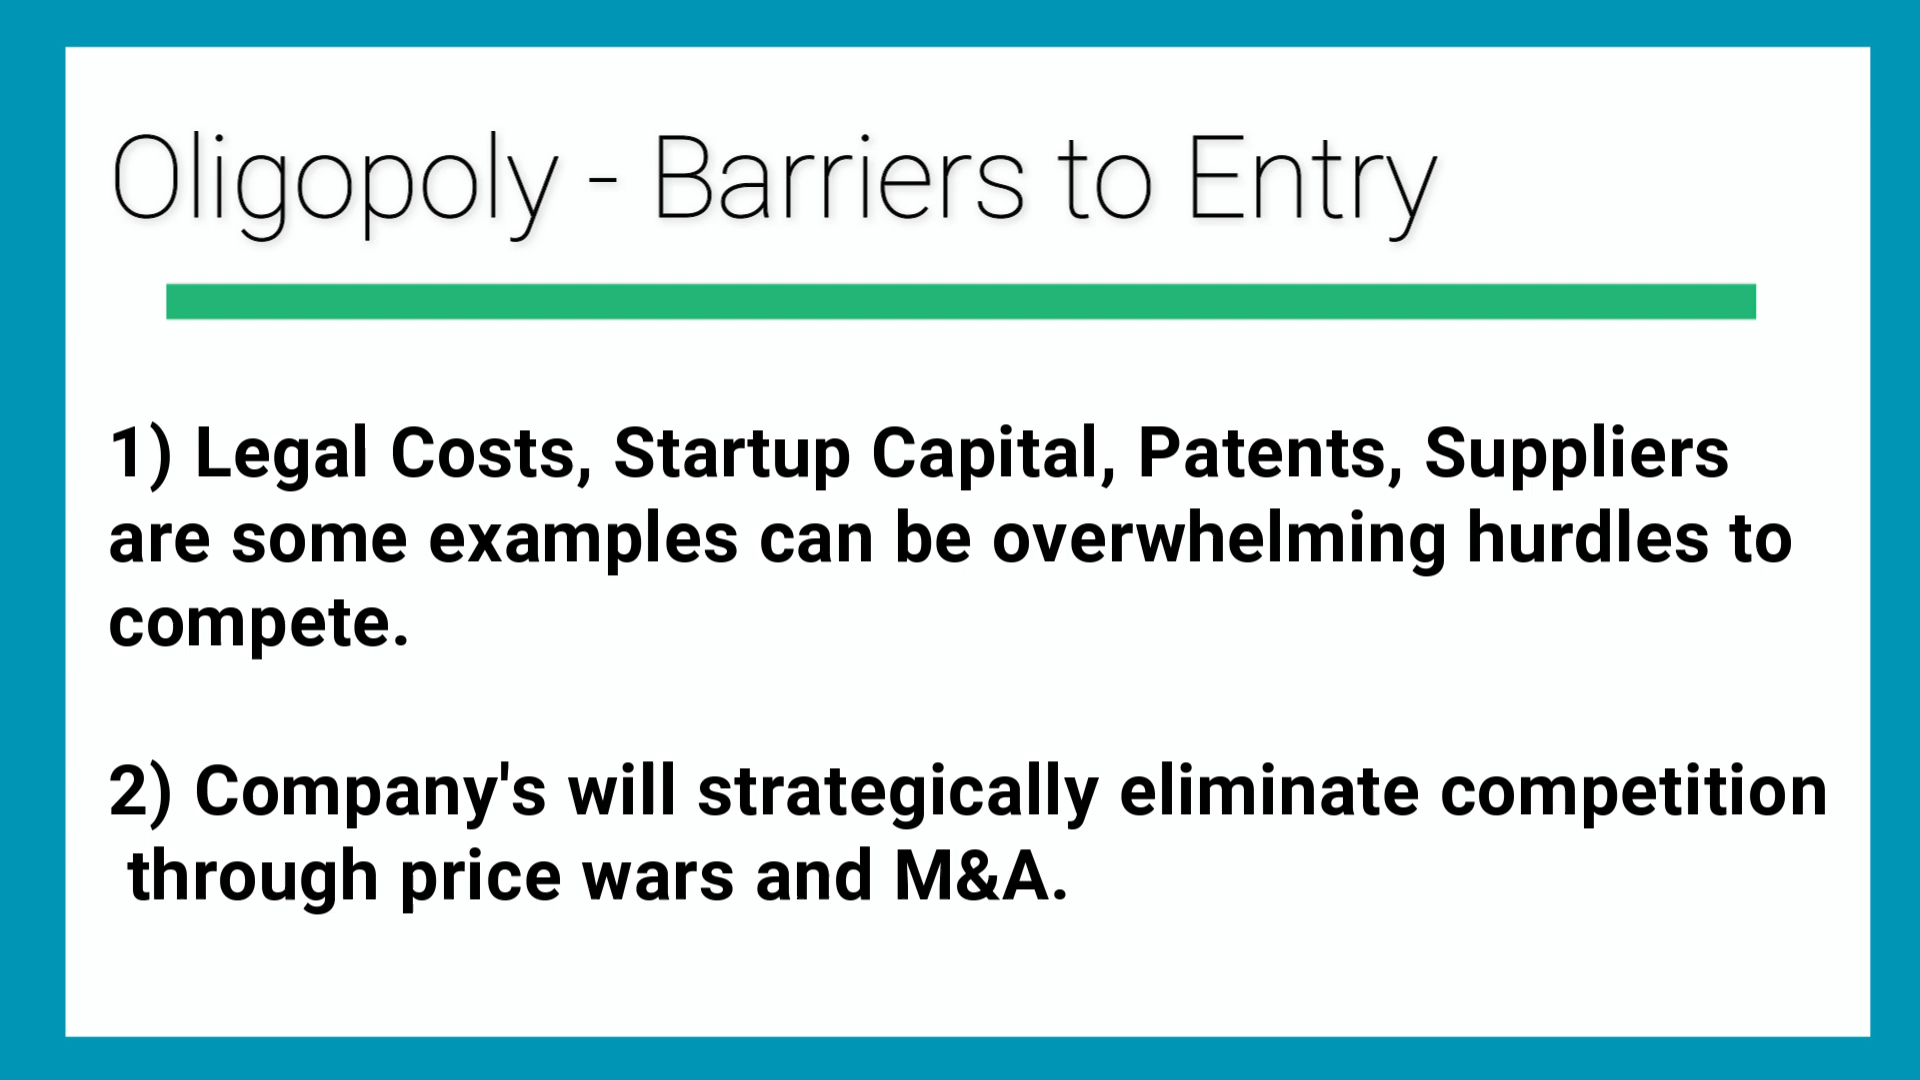 Oligopoly - Barriers to Entry
1) Legal Costs, Startup Capital, Patents, Suppliers
are some examples can be overwhelming hurdles to
compete.
2) Company's will strategically eliminate competition
through price wars and M&A.